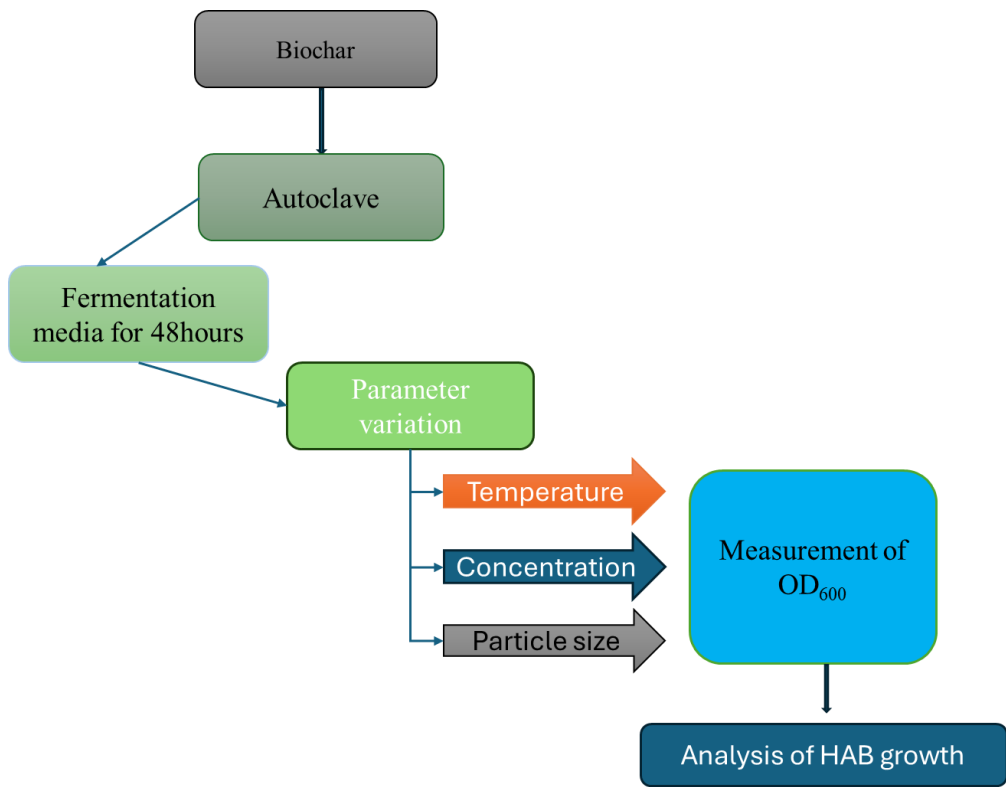 Biochar
Autoclave
Fermentation
media for 48hours
Parameter
variation
Temperature
Concentration
Particle size
Measurement of
OD₆₀₀
Analysis of HAB growth